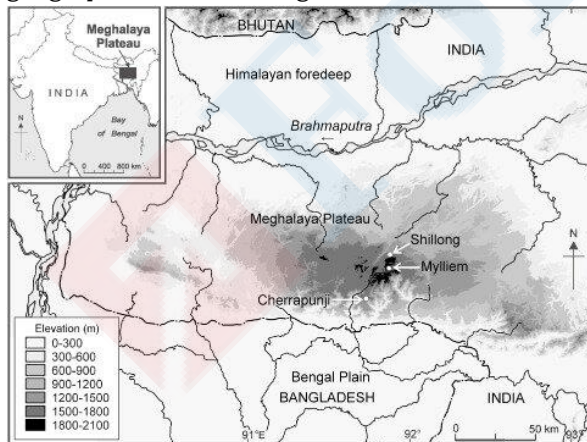 Meghalaya
Plateau
INDIA
Bay
of
Bengal
N
0 400 800 km
BHUTAN
Himalayan foredeep
INDIA
Brahmaputra
Meghalaya Plateau
Shillong
N
Mylliem
Cherrapunji
Elevation (m)
0-300
300-600
600-900
900-1200
1200-1500
1500-1800
1800-2100
Bengal Plain
BANGLADESH
INDIA
91°E
92°
0 50 km
93°